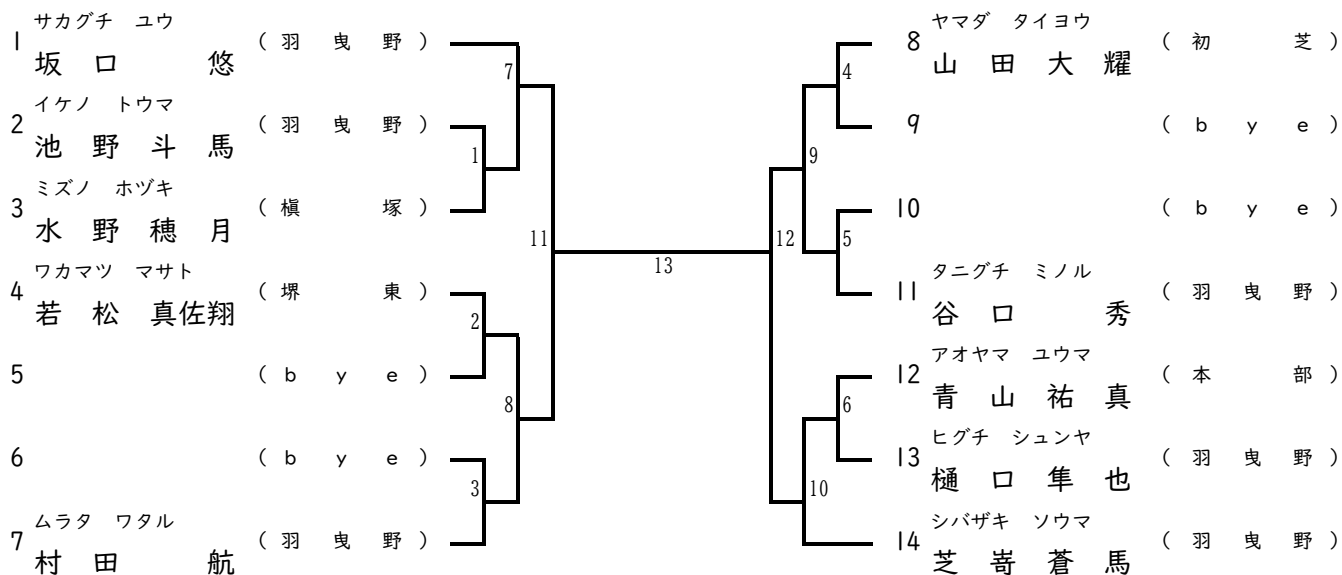 サカグチ ユウ
1 坂口 悠 (羽曳野)
イケノ トウマ
2 池野斗馬 (羽曳野)
ミズノ ホヅキ
3 水野穂月 (槇塚)
ワカマツ マサト
4 若松真佐翔 (堺東)
5 (bye)
6 (bye)
ムラタ ワタル
7 村田 航 (羽曳野)
7
1
11
2
8
3
13
ヤマダ タイヨウ
8 山田大耀 (初芝)
9 (bye)
10 (bye)
タニグチ ミノル
11 谷口 秀 (羽曳野)
アオヤマ ユウマ
12 青山祐真 (本部)
ヒグチ シュンヤ
13 樋口隼也 (羽曳野)
シバザキ ソウマ
14 芝嵜蒼馬 (羽曳野)
4
9
12
5
6
10